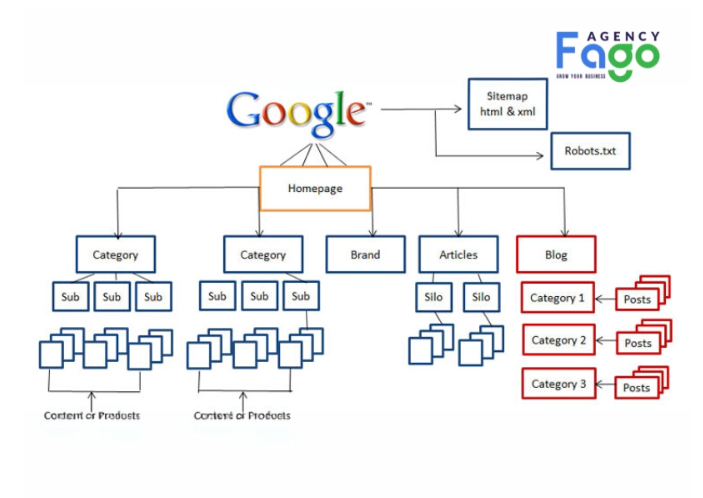 AGENCY
Fago
GROW YOUR BUSINESS
Google™
Sitemap
html & xml
Robots.txt
Homepage
Category
Category
Brand
Articles
Blog
Sub
Sub
Sub
Sub
Sub
Sub
Silo
Silo
Category 1
Posts
Category 2
Posts
Category 3
Posts
Content or Products
Content or Products